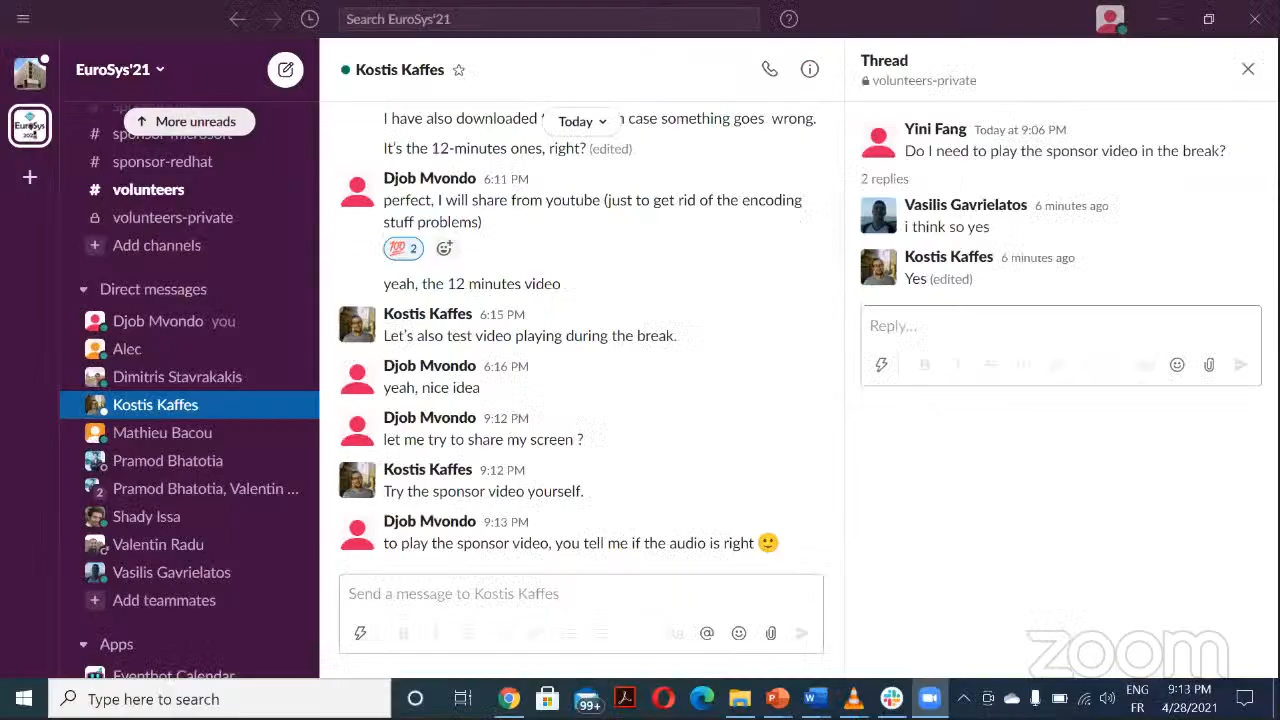 Search EuroSys'21
EuroSys'21
More unreads
# sponsor-microsoft
# sponsor-redhat
# volunteers
volunteers-private
Add channels
Direct messages
Djob Mvondo you
Alec
Dimitris Stavrakakis
Kostis Kaffes
Mathieu Bacou
Pramod Bhatotia
2 Pramod Bhatotia, Valentin ...
Shady Issa
Valentin Radu
Vasilis Gavrielatos
Add teammates
Apps
Eventbot Calendar
Kostis Kaffes
I have also downloaded case something goes wrong.
Today
It's the 12-minutes ones, right? (edited)
Djob Mvondo 6:11 PM
perfect, I will share from youtube (just to get rid of the encoding
stuff problems)
💯 2
yeah, the 12 minutes video
Kostis Kaffes 6:15 PM
Let's also test video playing during the break.
Djob Mvondo 6:16 PM
yeah, nice idea
Djob Mvondo 9:12 PM
let me try to share my screen ?
Kostis Kaffes 9:12 PM
Try the sponsor video yourself.
Djob Mvondo 9:13 PM
to play the sponsor video, you tell me if the audio is right 🙂
Send a message to Kostis Kaffes
Thread
volunteers-private
Yini Fang Today at 9:06 PM
Do I need to play the sponsor video in the break?
2 replies
Vasilis Gavrielatos 6 minutes ago
i think so yes
Kostis Kaffes 6 minutes ago
Yes (edited)
Reply...
zoom
Type here to search
99+
ENG
FR
9:13 PM
4/28/2021